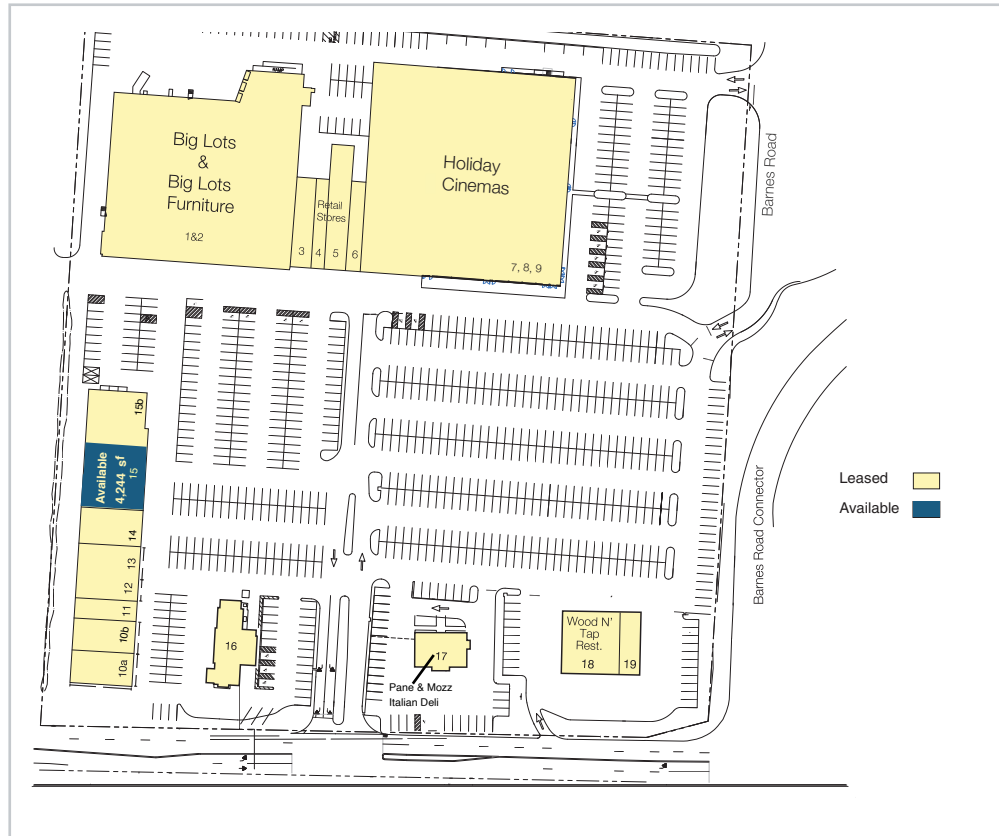 RAMP
Big Lots
&
Big Lots
Furniture
1&2
Retail
Stores
3
4
5
6
Holiday
Cinemas
7, 8, 9
Barnes Road
15b
Available
4,244 sf
15
14
13
12
11
10b
10a
16
17
Pane & Mozz
Italian Deli
Wood N'
Tap
Rest.
18
19
Barnes Road Connector
Leased
Available